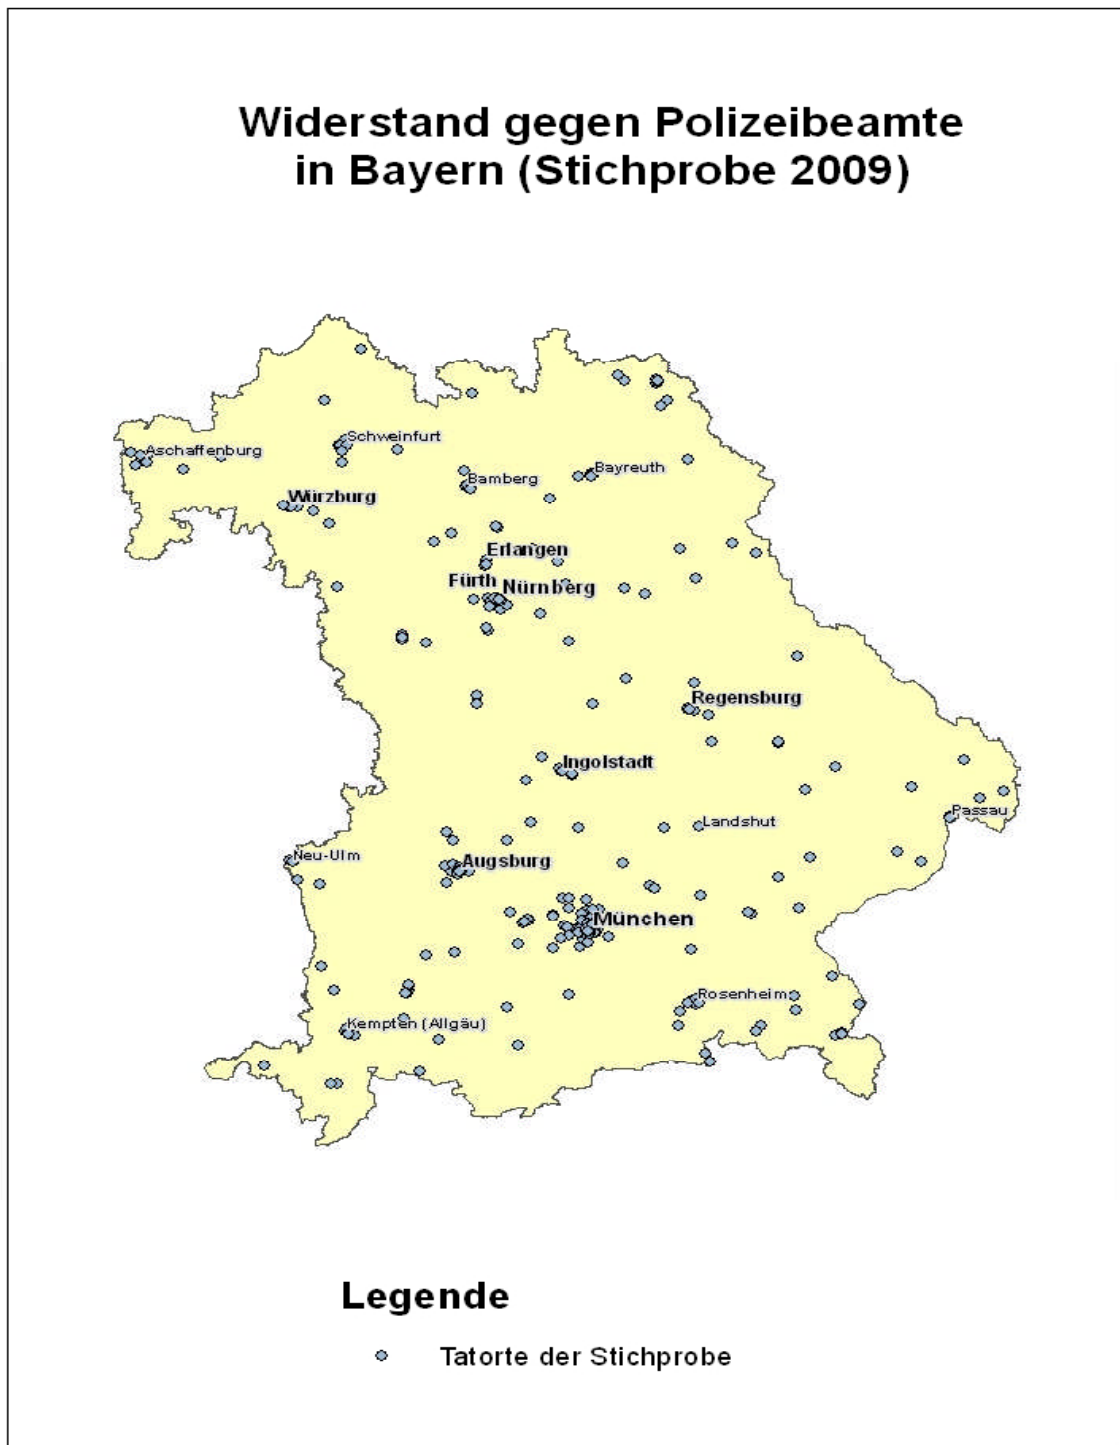 Widerstand gegen Polizeibeamte
in Bayern (Stichprobe 2009)
Schweinfurt
Aschaffenburg
Bayreuth
Bamberg
Würzburg
Erlangen
Fürth
Nürnberg
Regensburg
Ingolstadt
Passau
Landshut
Neu-Ulm
Augsburg
München
Rosenheim
Kempten (Allgäu)
Legende
Tatorte der Stichprobe